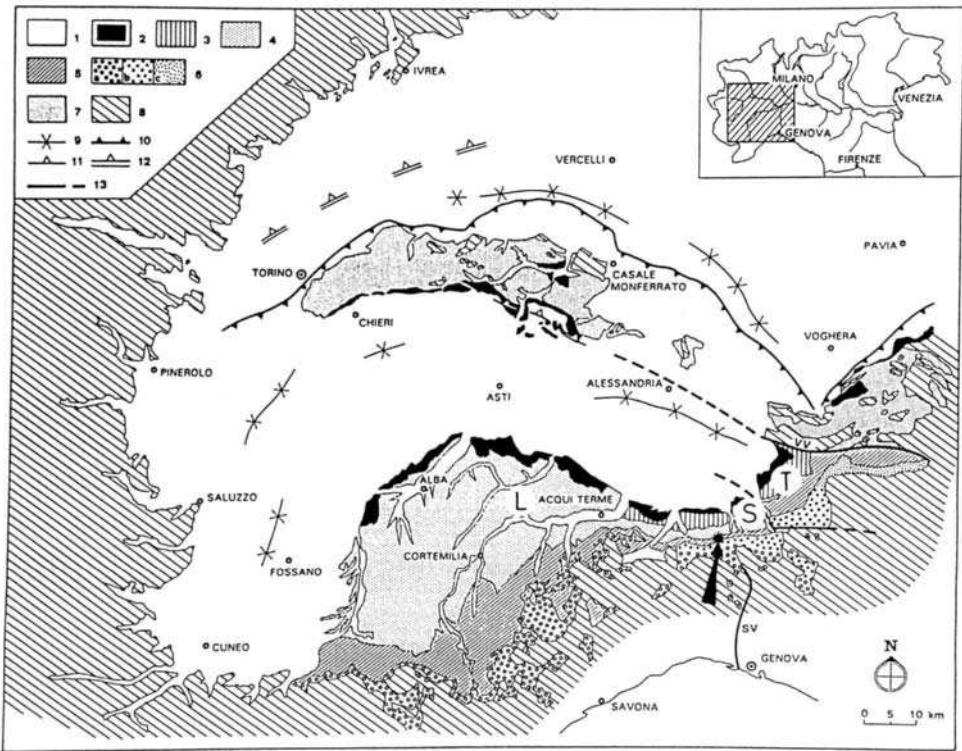 1 2 3 4
5 b c 6
7 8
9 10
11 12
13
IVREA
MILANO
VENEZIA
GENOVA
FIRENZE
VERCELLI
PAVIA
TORINO
CASALE
MONFERRATO
CHIERI
VOGHERA
PINEROLO
ALESSANDRIA
ASTI
VV
T
ALBA
SALUZZO
L
ACQUI TERME
S
CORTEMILIA
FOSSANO
SV
CUNEO
GENOVA
N
SAVONA
0 5 10 km